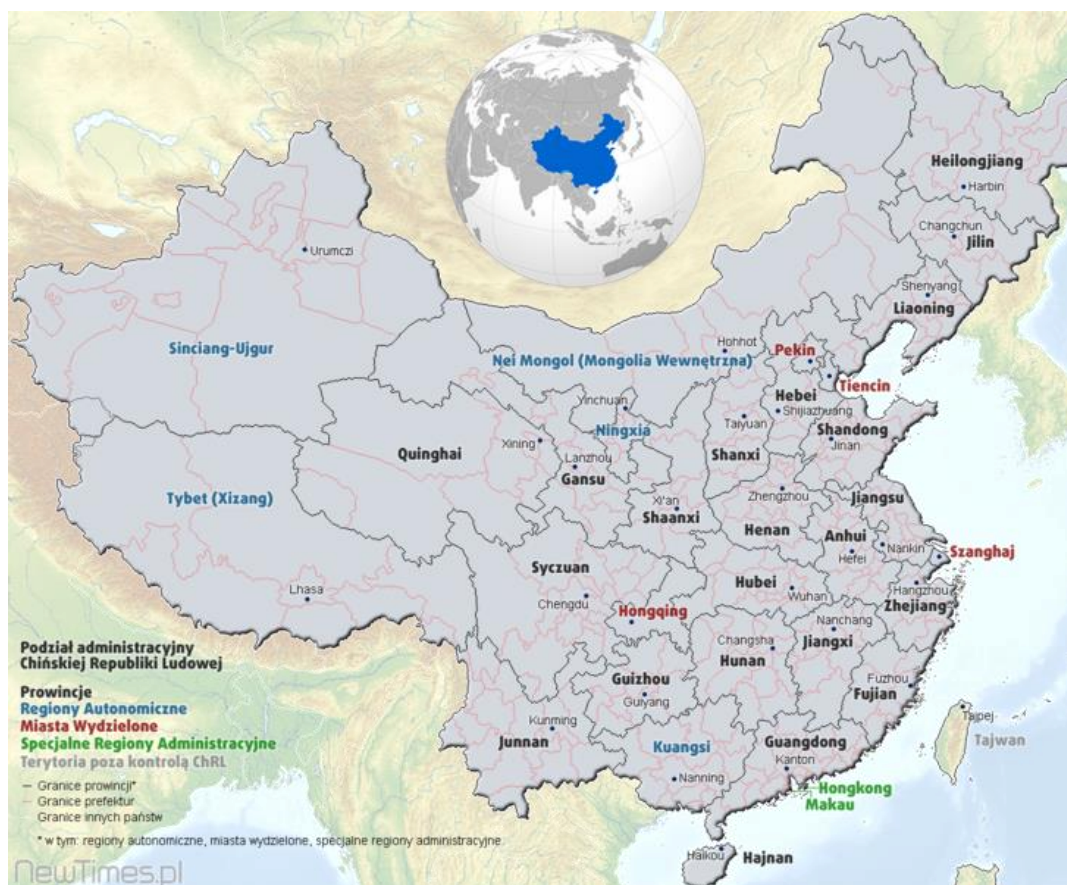 Heilongjiang
Harbin
Changchun
Jilin
Shenyang
Liaoning
Urumczi
Sinciang-Ujgur
Nei Mongol (Mongolia Wewnętrzna)
Hohhot
Pekin
Tiencin
Hebei
Shijiazhuang
Yinchuan
Ningxia
Taiyuan
Shandong
Jinan
Shanxi
Quinghai
Xining
Lanzhou
Gansu
Tybet (Xizang)
Xi'an
Shaanxi
Zhengzhou
Henan
Jiangsu
Anhui
Nankin
Hefei
Szanghaj
Syczuan
Chengdu
Hongqing
Hubei
Wuhan
Hangzhou
Zhejiang
Lhasa
Nanchang
Jiangxi
Changsha
Hunan
Guizhou
Guiyang
Fuzhou
Fujian
Kunming
Junnan
Kuangsi
Nanning
Guangdong
Kanton
Tajpej
Tajwan
Hongkong
Makau
Haikou
Hajnan
Podział administracyjny
Chińskiej Republiki Ludowej
Prowincje
Regiony Autonomiczne
Miasta Wydzielone
Specjalne Regiony Administracyjne
Terytoria poza kontrolą ChRL
Granice prowincji*
Granice prefektur
Granice innych państw
* w tym: regiony autonomiczne, miasta wydzielone, specjalne regiony administracyjne.
NewTimes.pl